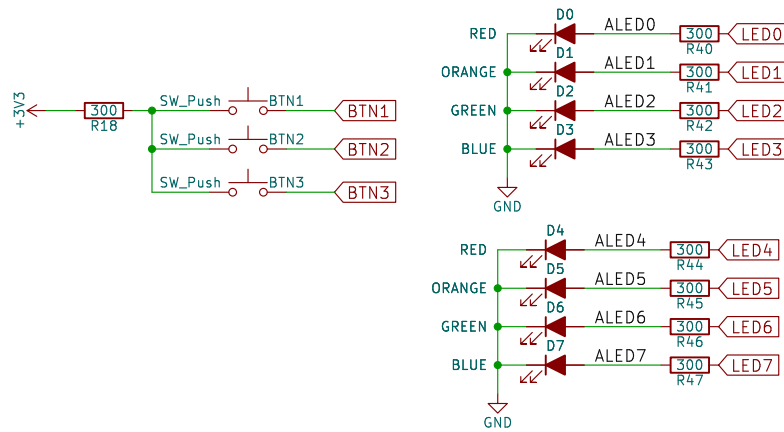 +3V3
300
R18
SW_Push BTN1
BTN1
SW_Push BTN2
BTN2
SW_Push BTN3
BTN3
D0
RED
ALED0
300
R40
LED0
D1
ORANGE
ALED1
300
R41
LED1
D2
GREEN
ALED2
300
R42
LED2
D3
BLUE
ALED3
300
R43
LED3
GND
D4
RED
ALED4
300
R44
LED4
D5
ORANGE
ALED5
300
R45
LED5
D6
GREEN
ALED6
300
R46
LED6
D7
BLUE
ALED7
300
R47
LED7
GND